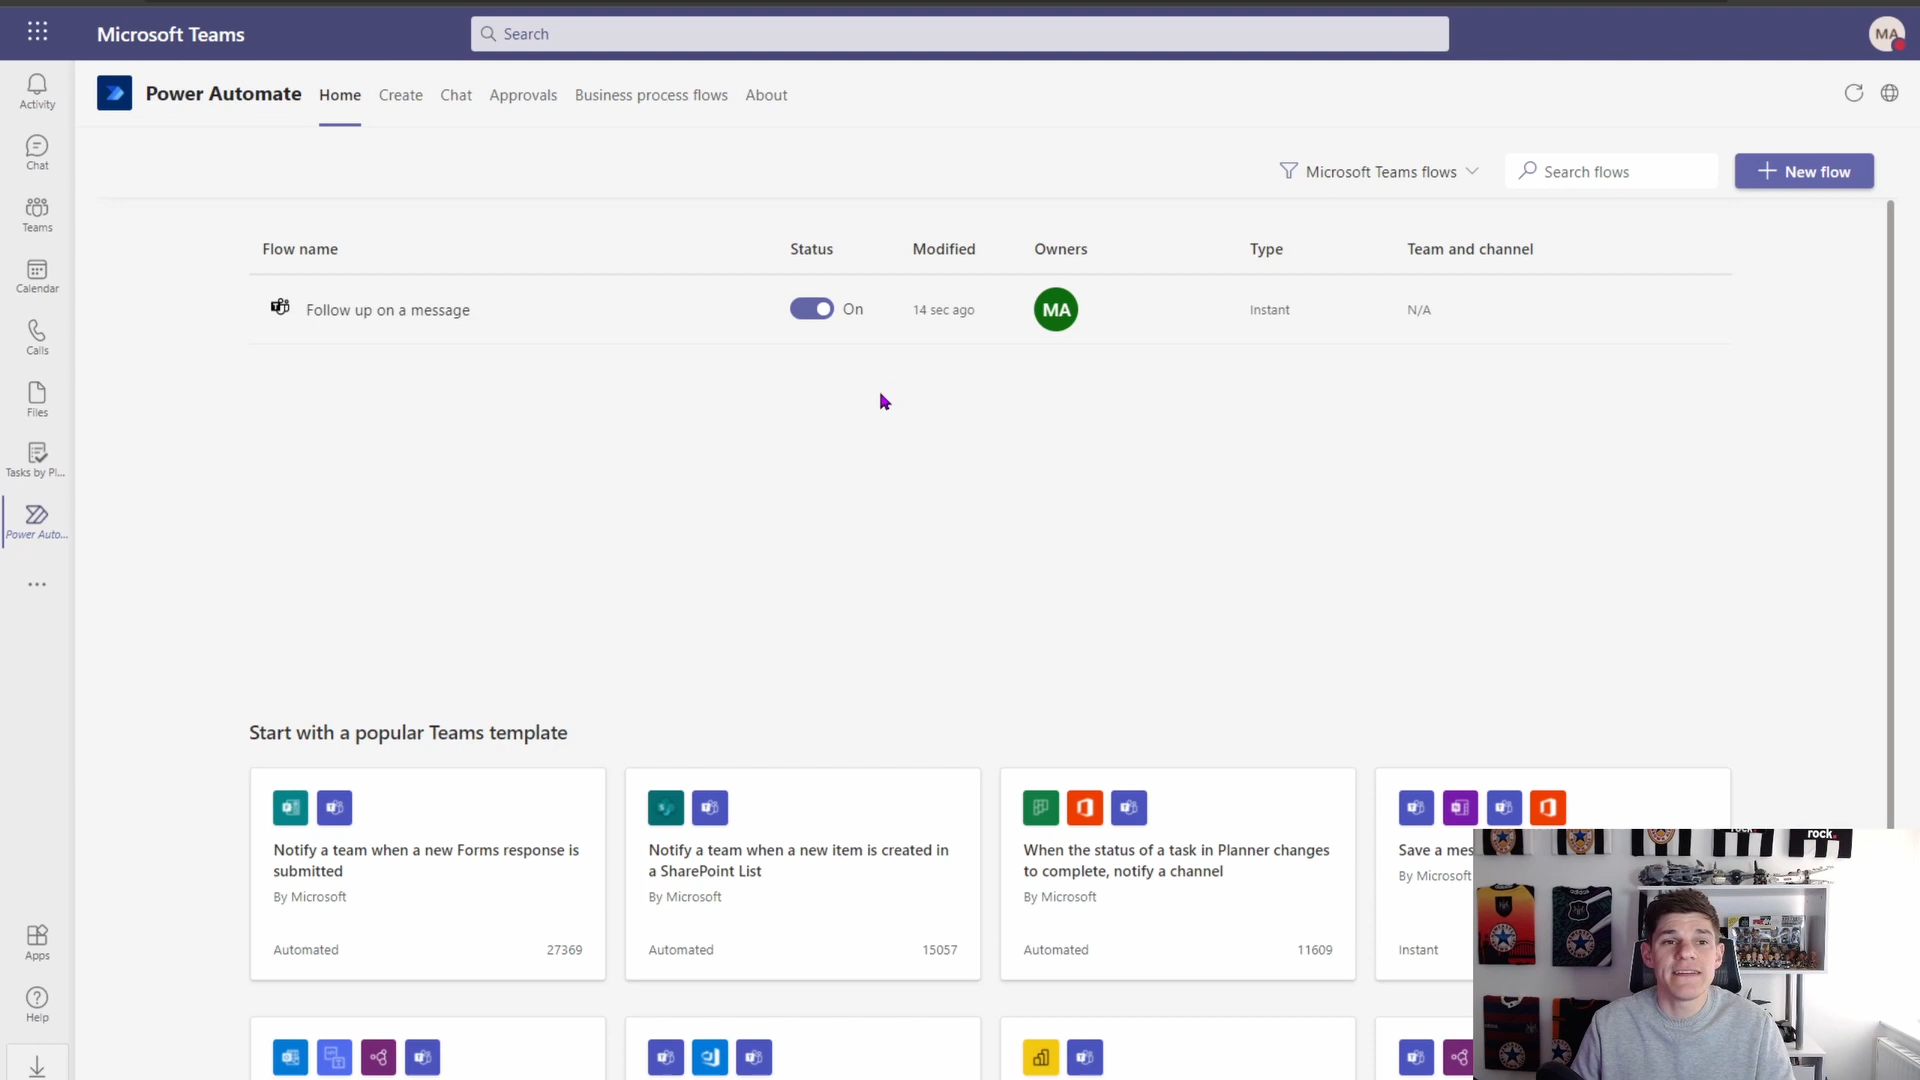 Microsoft Teams
Search
MA
Activity
Chat
Teams
Calendar
Calls
Files
Tasks by Pl...
Power Auto...
Apps
Help
Power Automate
Home
Create
Chat
Approvals
Business process flows
About
Microsoft Teams flows
Search flows
New flow
Flow name
Status
Modified
Owners
Type
Team and channel
Follow up on a message
On
14 sec ago
MA
Instant
N/A
Start with a popular Teams template
Notify a team when a new Forms response is
submitted
By Microsoft
Automated
27369
Notify a team when a new item is created in
a SharePoint List
By Microsoft
Automated
15057
When the status of a task in Planner changes
to complete, notify a channel
By Microsoft
Automated
11609
Save a mes
By Microsoft
Instant
rock.